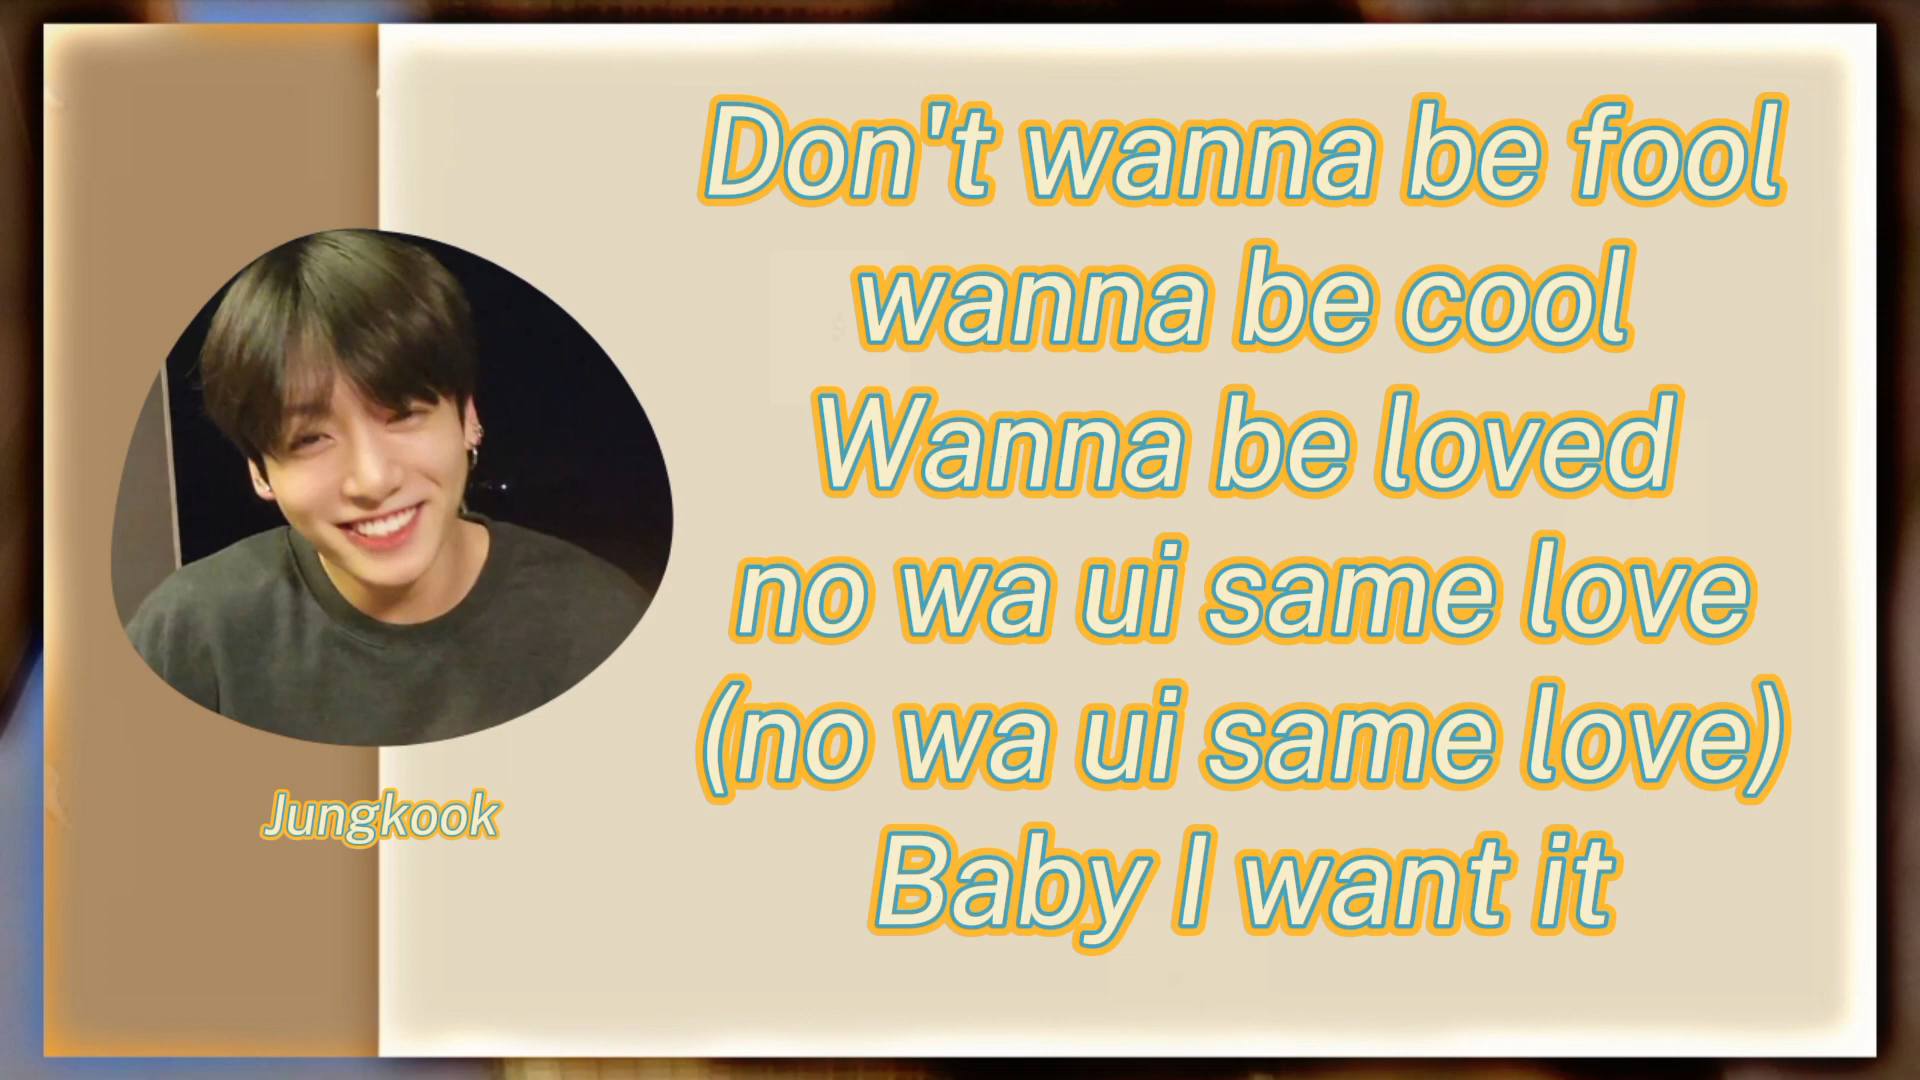 Don't wanna be fool
wanna be cool
Wanna be loved
no wa ui same love
(no wa ui same love)
Baby I want it
Jungkook